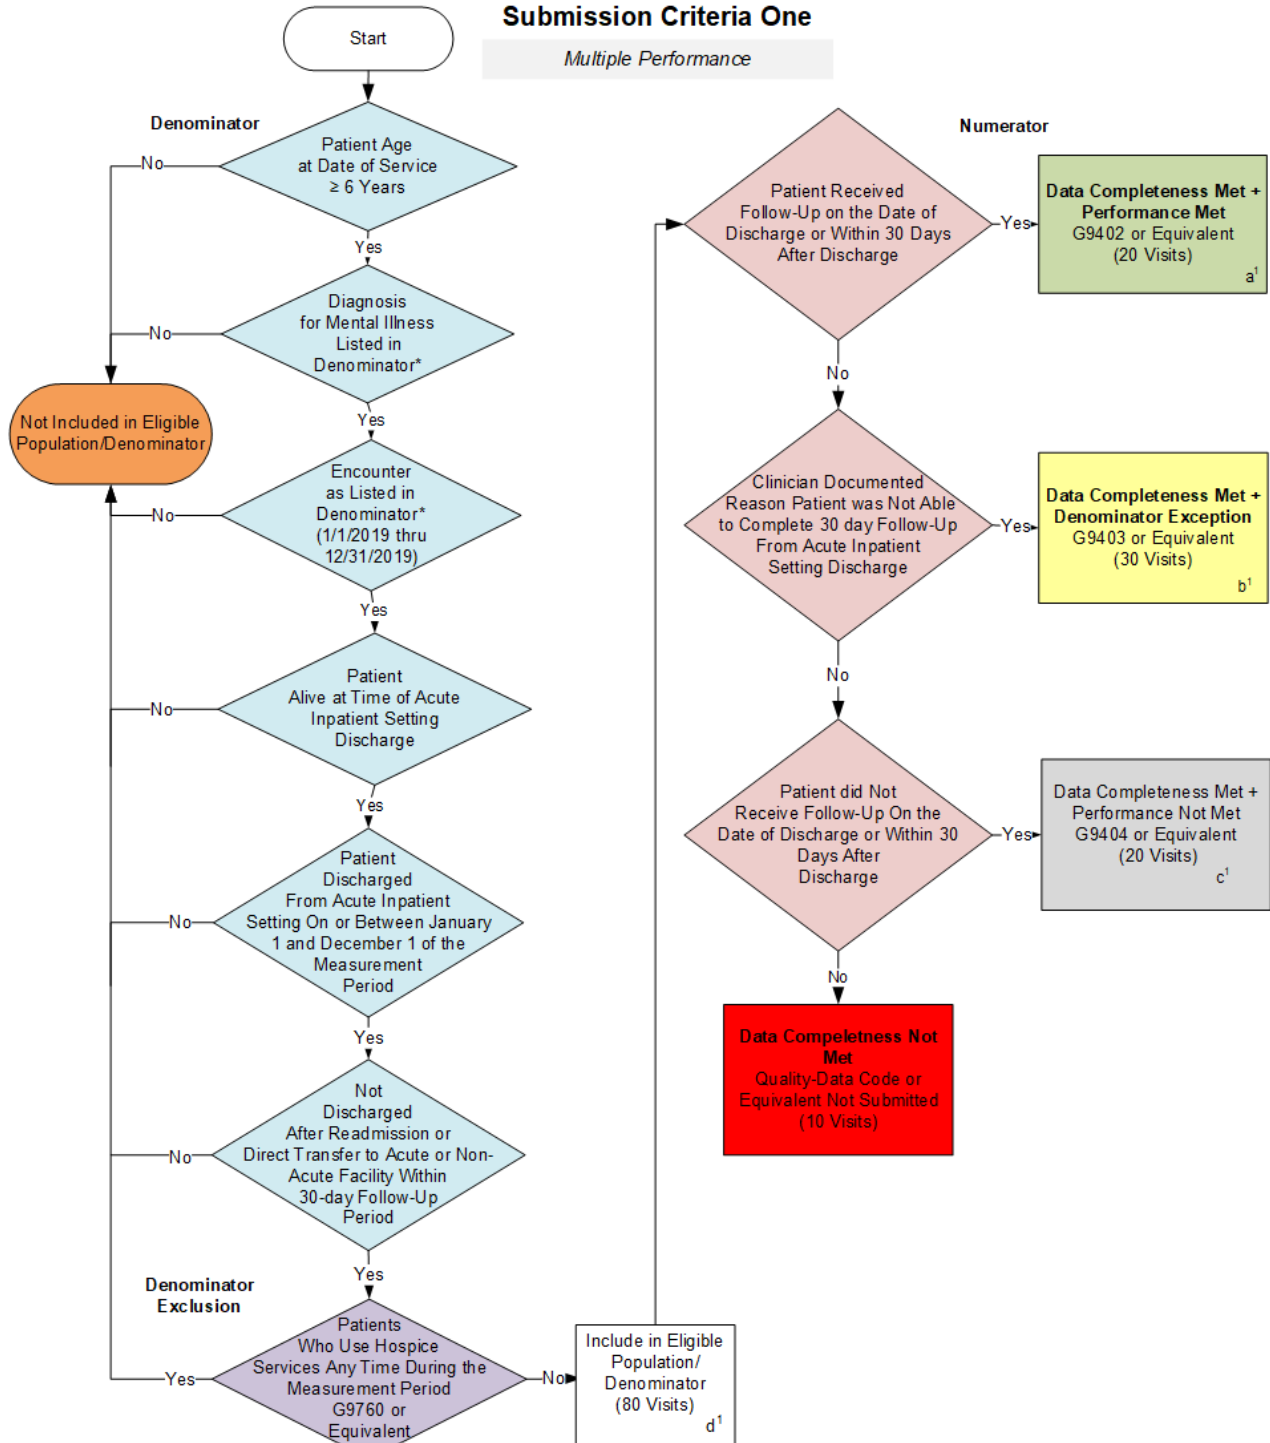 Submission Criteria One
Multiple Performance
Start
Denominator
Patient Age
at Date of Service
≥ 6 Years
No
Yes
Diagnosis
for Mental Illness
Listed in
Denominator*
No
Yes
Not Included in Eligible
Population/Denominator
Encounter
as Listed in
Denominator*
(1/1/2019 thru
12/31/2019)
No
Yes
Patient
Alive at Time of Acute
Inpatient Setting
Discharge
No
Yes
Patient
Discharged
From Acute Inpatient
Setting On or Between January
1 and December 1 of the
Measurement
Period
No
Yes
Not
Discharged
After Readmission or
Direct Transfer to Acute or Non-
Acute Facility Within
30-day Follow-Up
Period
No
Yes
Denominator
Exclusion
Patients
Who Use Hospice
Services Any Time During the
Measurement Period
G9760 or
Equivalent
Yes
No
Include in Eligible
Population/
Denominator
(80 Visits)
d¹
Numerator
Patient Received
Follow-Up on the Date of
Discharge or Within 30 Days
After Discharge
Yes
Data Completeness Met +
Performance Met
G9402 or Equivalent
(20 Visits)
a¹
No
Clinician Documented
Reason Patient was Not Able
to Complete 30 day Follow-Up
From Acute Inpatient
Setting Discharge
Yes
Data Completeness Met +
Denominator Exception
G9403 or Equivalent
(30 Visits)
b¹
No
Patient did Not
Receive Follow-Up On the
Date of Discharge or Within 30
Days After
Discharge
Yes
Data Completeness Met +
Performance Not Met
G9404 or Equivalent
(20 Visits)
c¹
No
Data Compeletness Not
Met
Quality-Data Code or
Equivalent Not Submitted
(10 Visits)